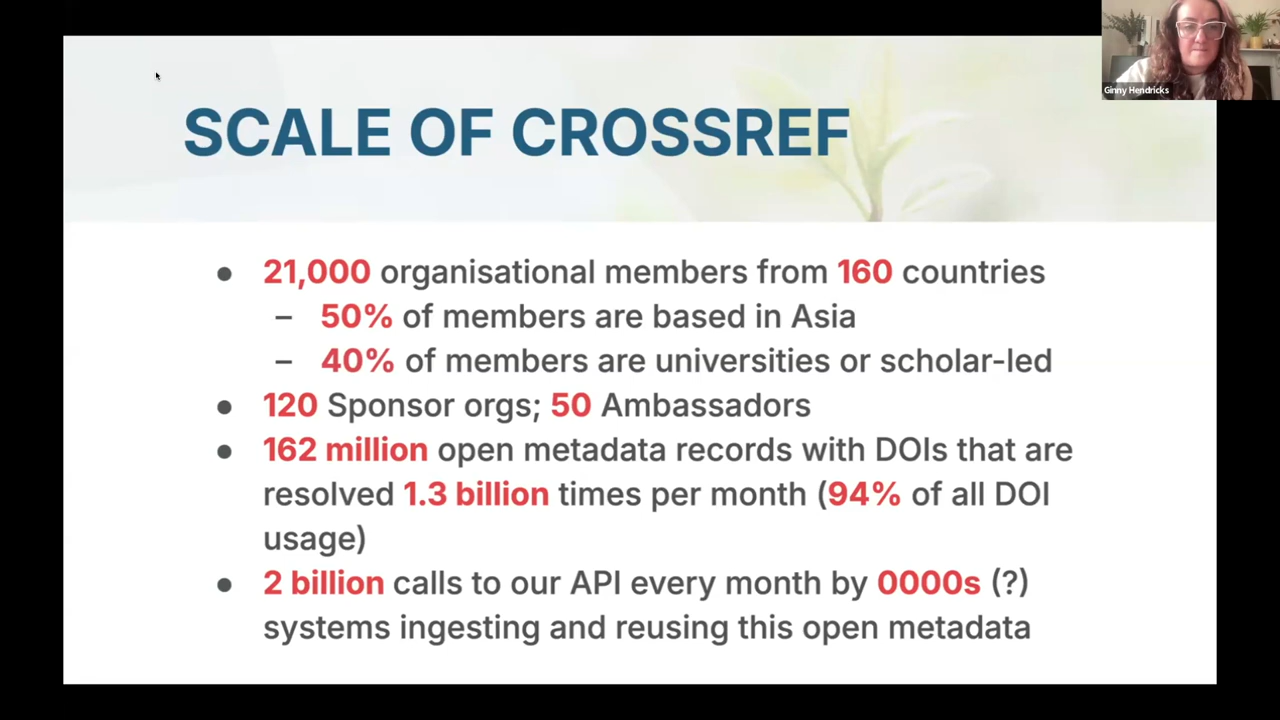 SCALE OF CROSSREF
Ginny Hendricks
● 21,000 organisational members from 160 countries
– 50% of members are based in Asia
– 40% of members are universities or scholar-led
● 120 Sponsor orgs; 50 Ambassadors
● 162 million open metadata records with DOIs that are
resolved 1.3 billion times per month (94% of all DOI
usage)
● 2 billion calls to our API every month by 0000s (?)
systems ingesting and reusing this open metadata